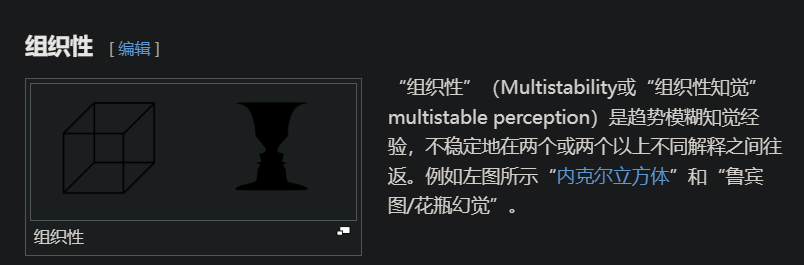 组织性 [编辑]
组织性
“组织性”（Multistability或“组织性知觉”
multistable perception）是趋势模糊知觉经
验，不稳定地在两个或两个以上不同解释之间往
返。例如左图所示“内克尔立方体”和“鲁宾
图/花瓶幻觉”。